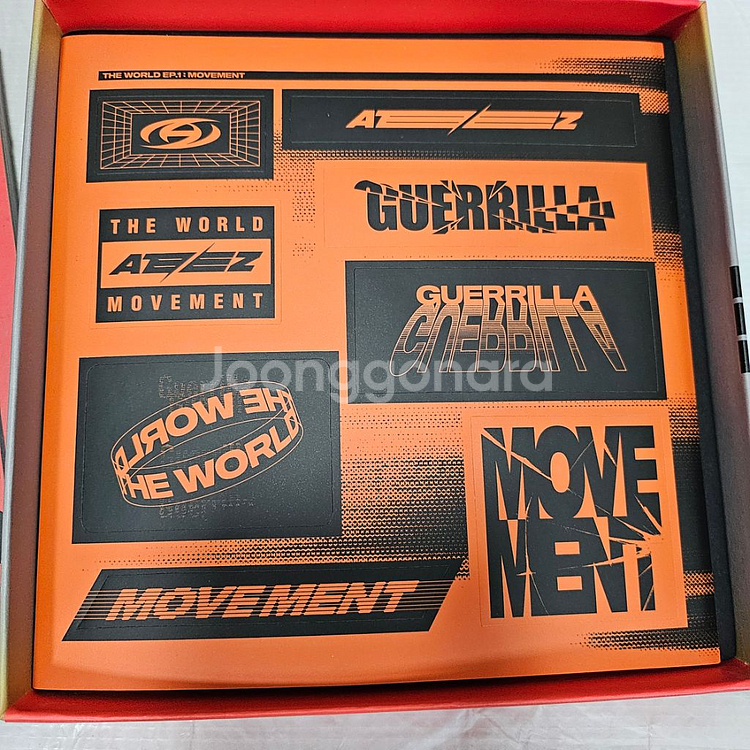 THE WORLD EP.1 : MOVEMENT
ATEEZ
THE WORLD
ATEEZ
MOVEMENT
GUERRILLA
GUERRILLA
GUERRILLA
THE WORLD
THE WORLD
MOVE
MENT
MOVEMENT
Joonggonara